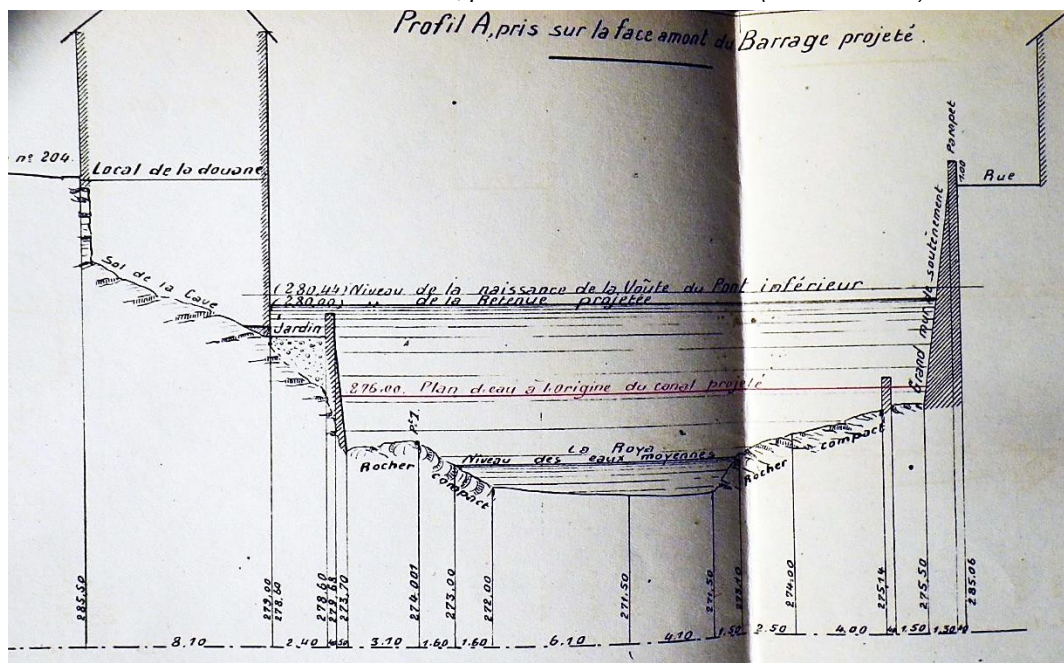 Profil A, pris sur la face amont du Barrage projeté.
nº 204.
Local de la douane
Parapet
1.00
Rue
Sol de la Cave
Grand mur de soutènement
(280.44) Niveau de la naissance de la Voûte du Pont inférieur
(280.00) „ de la Retenue projetée
Jardin
276.00. Plan d'eau à l'origine du canal projeté
La Roya
Niveau des eaux moyennes
Rocher compact
Rocher compact
285.50
279.00
278.60
278.60
273.70
274.001
273.00
272.00
271.50
271.50
274.00
275.14
275.50
285.06
8.10
2.40
3.10
1.60
1.60
6.10
4.10
1.50
2.50
4.00
1.50
1.30